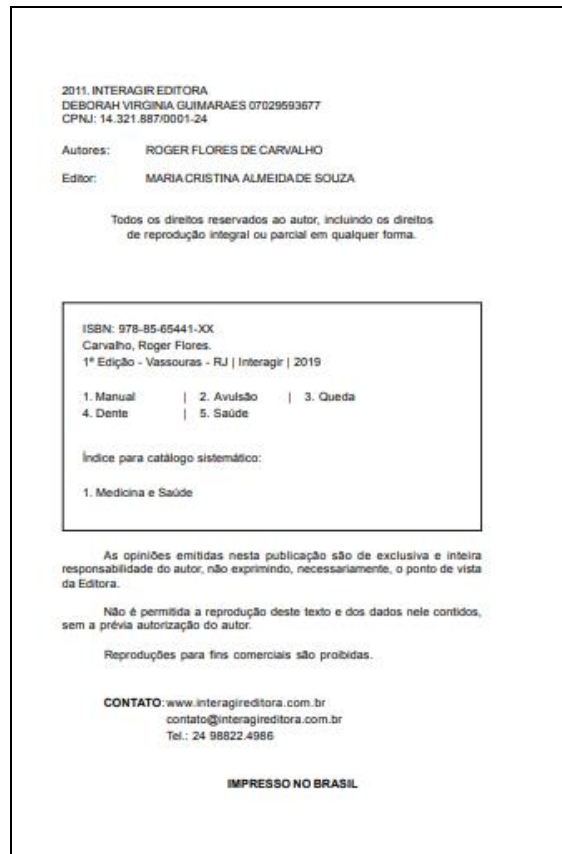 2011. INTERAGIR EDITORA
DEBORAH VIRGINIA GUIMARAES 07029593677
CPNJ: 14.321.887/0001-24
Autores: ROGER FLORES DE CARVALHO
Editor: MARIA CRISTINA ALMEIDA DE SOUZA
Todos os direitos reservados ao autor, incluindo os direitos
de reprodução integral ou parcial em qualquer forma.
ISBN: 978-85-65441-XX
Carvalho, Roger Flores.
1ª Edição - Vassouras - RJ | Interagir | 2019
1. Manual | 2. Avulsão | 3. Queda
4. Dente | 5. Saúde
Índice para catálogo sistemático:
1. Medicina e Saúde
As opiniões emitidas nesta publicação são de exclusiva e inteira
responsabilidade do autor, não exprimindo, necessariamente, o ponto de vista
da Editora.
Não é permitida a reprodução deste texto e dos dados nele contidos,
sem a prévia autorização do autor.
Reproduções para fins comerciais são proibidas.
CONTATO: www.interagireditora.com.br
contato@interagireditora.com.br
Tel.: 24 98822.4986
IMPRESSO NO BRASIL